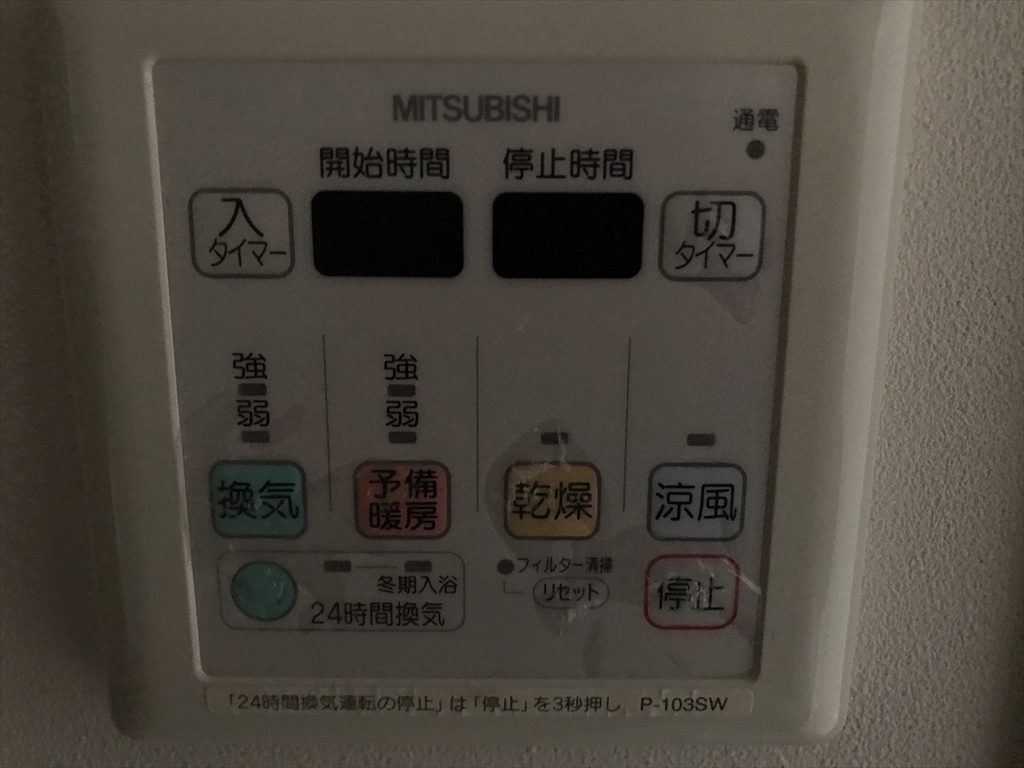 MITSUBISHI
通電
開始時間 停止時間
入
タイマー
切
タイマー
強 強
弱 弱
換気
予備
暖房
乾燥
涼風
冬期入浴
24時間換気
フィルター清掃
リセット
停止
「24時間換気運転の停止」は「停止」を3秒押し P-103SW